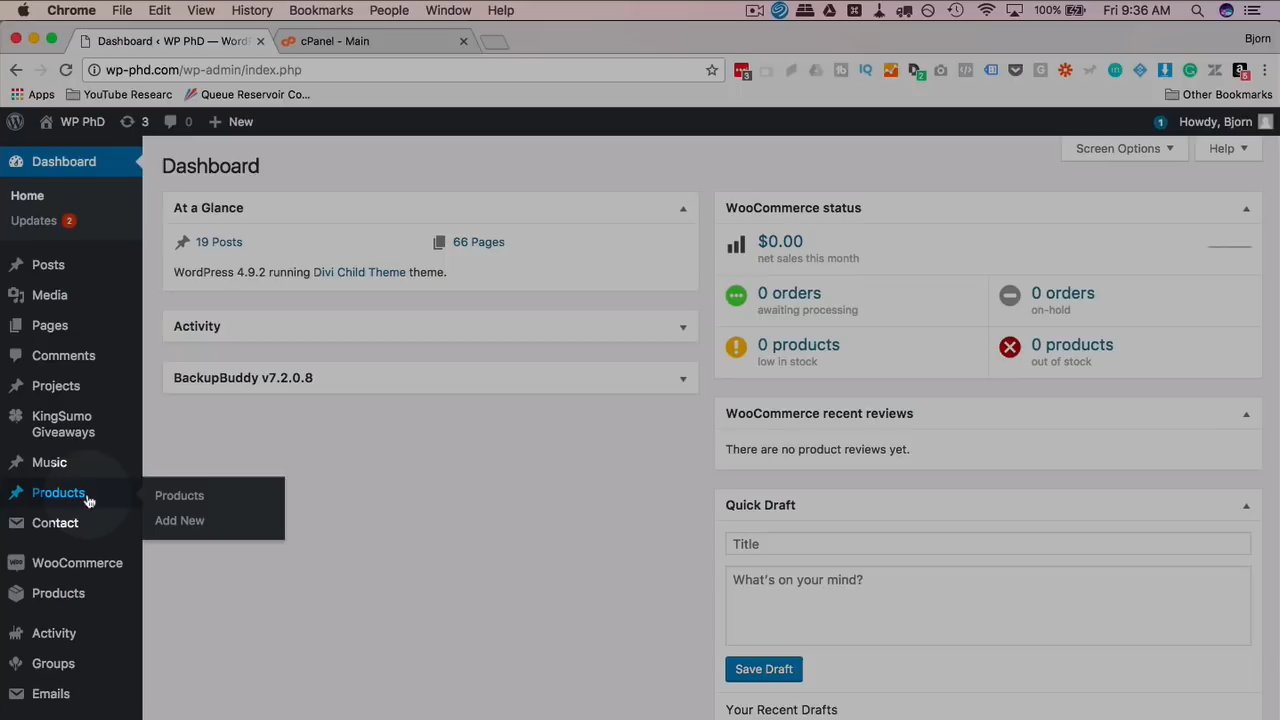 Chrome File Edit View History Bookmarks People Window Help 100% Fri 9:36 AM
Dashboard ‹ WP PhD — Word cPanel - Main Bjorn
wp-phd.com/wp-admin/index.php
Apps YouTube Researc Queue Reservoir Co... Other Bookmarks
WP PhD 3 0 New 1 Howdy, Bjorn
Dashboard
Home
Updates 2
Posts
Media
Pages
Comments
Projects
KingSumo
Giveaways
Music
Products
Contact
WooCommerce
Products
Activity
Groups
Emails
Products
Add New
Screen Options Help
Dashboard
At a Glance
19 Posts 66 Pages
WordPress 4.9.2 running Divi Child Theme theme.
Activity
BackupBuddy v7.2.0.8
WooCommerce status
$0.00
net sales this month
0 orders
awaiting processing
0 orders
on-hold
0 products
low in stock
0 products
out of stock
WooCommerce recent reviews
There are no product reviews yet.
Quick Draft
Title
What's on your mind?
Save Draft
Your Recent Drafts